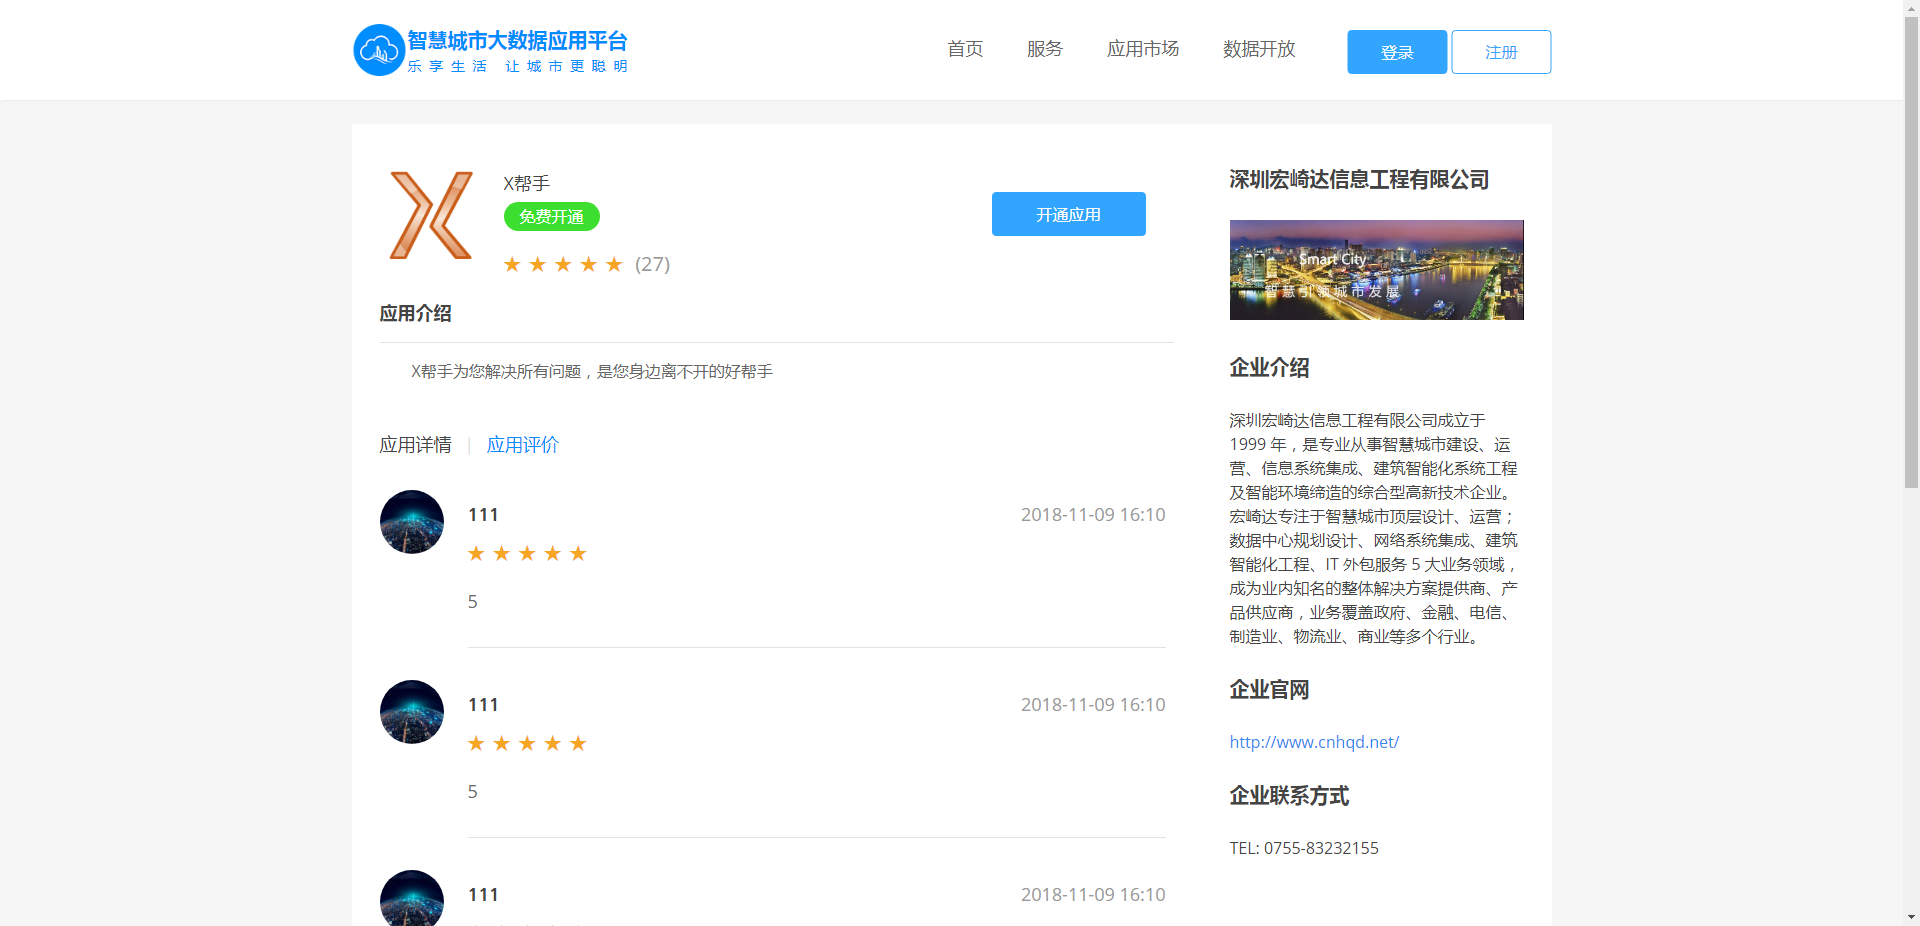 智慧城市大数据应用平台
乐享生活 让城市更聪明
首页 服务 应用市场 数据开放 登录 注册
X帮手
免费开通
(27)
开通应用
应用介绍
X帮手为您解决所有问题，是您身边离不开的好帮手
应用详情 | 应用评价
111 2018-11-09 16:10
5
111 2018-11-09 16:10
5
111 2018-11-09 16:10
深圳宏崎达信息工程有限公司
Smart City
智慧引领城市发展
企业介绍
深圳宏崎达信息工程有限公司成立于
1999 年，是专业从事智慧城市建设、运
营、信息系统集成、建筑智能化系统工程
及智能环境缔造的综合型高新技术企业。
宏崎达专注于智慧城市顶层设计、运营；
数据中心规划设计、网络系统集成、建筑
智能化工程、IT 外包服务 5 大业务领域，
成为业内知名的整体解决方案提供商、产
品供应商，业务覆盖政府、金融、电信、
制造业、物流业、商业等多个行业。
企业官网
http://www.cnhqd.net/
企业联系方式
TEL: 0755-83232155